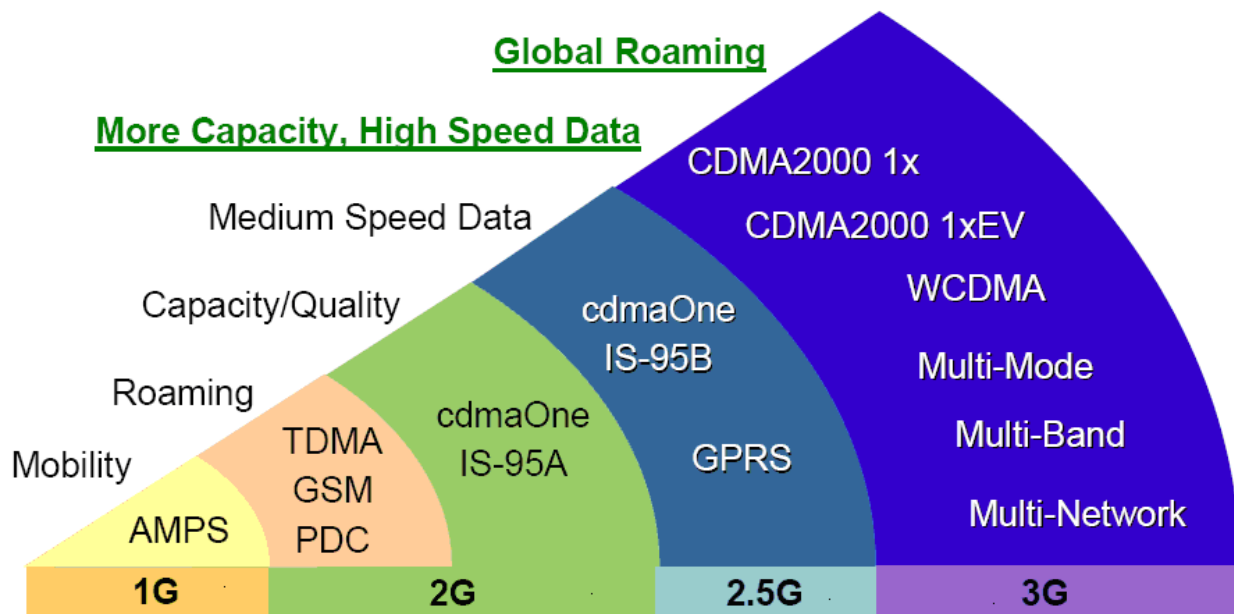 Global Roaming
More Capacity, High Speed Data
CDMA2000 1x
Medium Speed Data
CDMA2000 1xEV
Capacity/Quality
WCDMA
cdmaOne
IS-95B
Roaming
Multi-Mode
cdmaOne
IS-95A
TDMA
GSM
PDC
Mobility
GPRS
Multi-Band
AMPS
Multi-Network
1G
2G
2.5G
3G